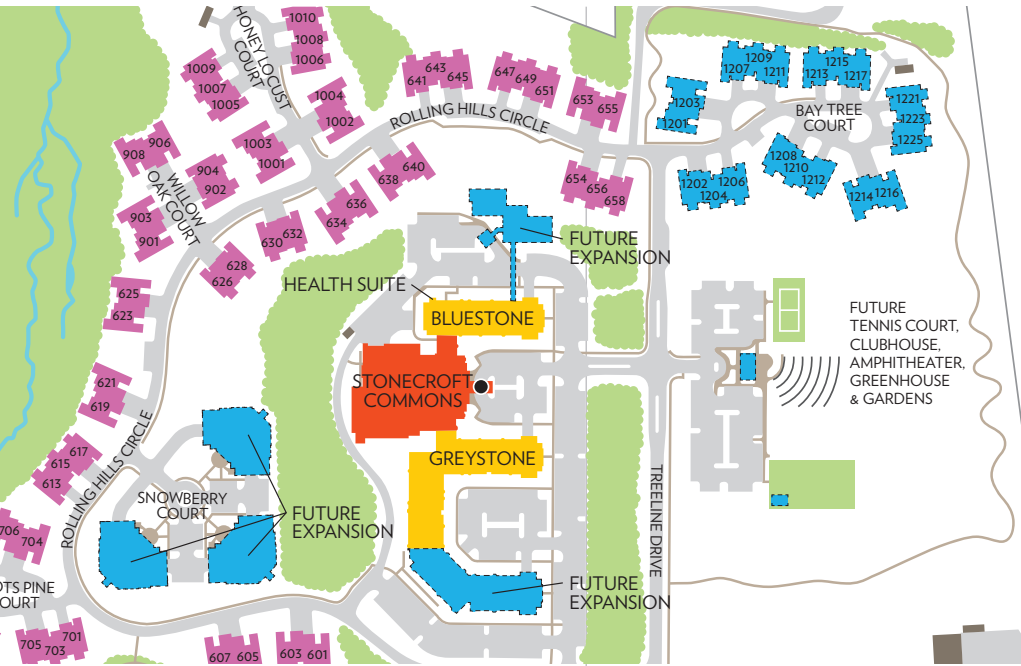 1010
1008
1006
HONEY LOCUST
COURT
1009
1007
1005
1004
1002
1003
1001
641
643
645
647
649
651
653
655
ROLLING HILLS CIRCLE
906
908
904
902
WILLOW
OAK COURT
903
901
640
638
636
634
632
630
628
626
654
656
658
1209
1207
1211
1215
1213
1217
1203
1201
BAY TREE
COURT
1221
1223
1225
1208
1210
1212
1202
1206
1204
1214
1216
FUTURE
EXPANSION
HEALTH SUITE
BLUESTONE
625
623
STONECROFT
COMMONS
FUTURE
TENNIS COURT,
CLUBHOUSE,
AMPHITHEATER,
GREENHOUSE
& GARDENS
621
619
617
615
613
ROLLING HILLS CIRCLE
GREYSTONE
SNOWBERRY
COURT
FUTURE
EXPANSION
TREELINE DRIVE
706
704
FUTURE
EXPANSION
OTS PINE
OURT
705
703
701
607
605
603
601